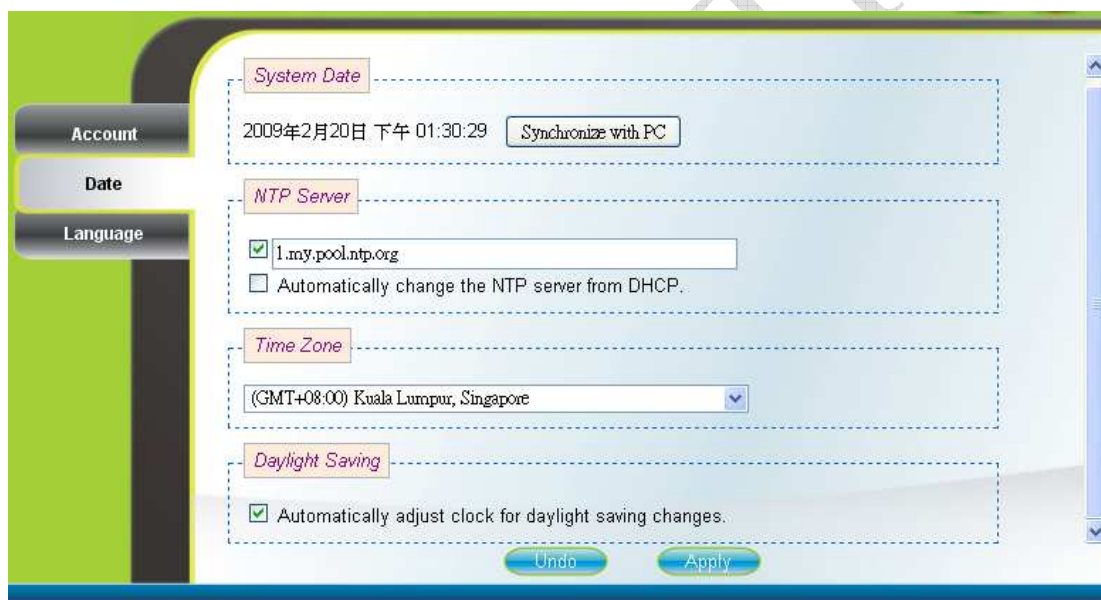 Account
Date
Language
System Date
2009年2月20日 下午 01:30:29 Synchronize with PC
NTP Server
1.my.pool.ntp.org
Automatically change the NTP server from DHCP.
Time Zone
(GMT+08:00) Kuala Lumpur, Singapore
Daylight Saving
Automatically adjust clock for daylight saving changes.
Undo Apply